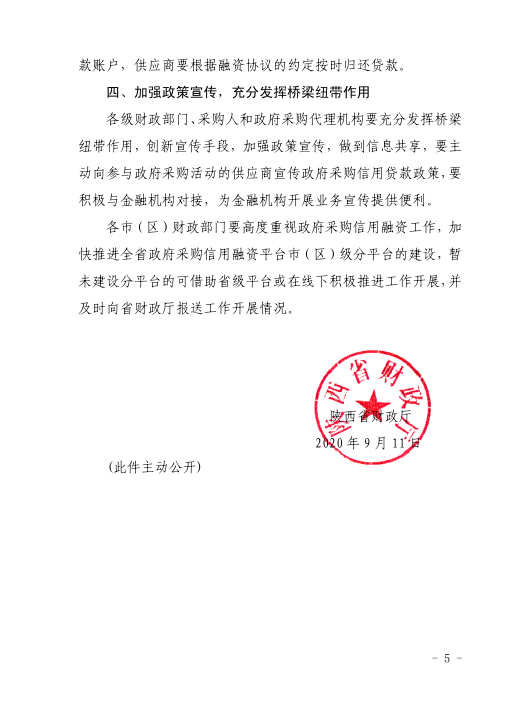 款账户，供应商要根据融资协议的约定按时归还贷款。
四、加强政策宣传，充分发挥桥梁纽带作用
各级财政部门、采购人和政府采购代理机构要充分发挥桥梁
纽带作用，创新宣传手段，加强政策宣传，做到信息共享，要主
动向参与政府采购活动的供应商宣传政府采购信用贷款政策，要
积极与金融机构对接，为金融机构开展业务宣传提供便利。
各市（区）财政部门要高度重视政府采购信用融资工作，加
快推进全省政府采购信用融资平台市（区）级分平台的建设，暂
未建设分平台的可借助省级平台或在线下积极推进工作开展，并
及时向省财政厅报送工作开展情况。
陕西省财政厅
陕西省财政厅
2020年9月11日
(此件主动公开)
- 5 -